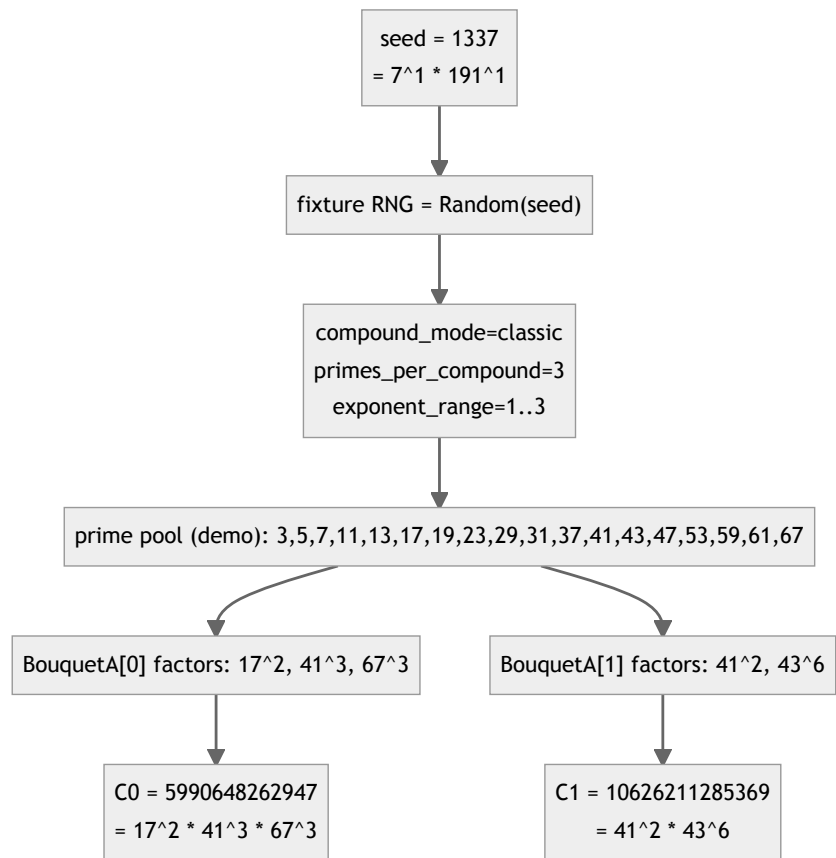 seed = 1337
= 7^1 * 191^1
fixture RNG = Random(seed)
compound_mode=classic
primes_per_compound=3
exponent_range=1..3
prime pool (demo): 3,5,7,11,13,17,19,23,29,31,37,41,43,47,53,59,61,67
BouquetA[0] factors: 17^2, 41^3, 67^3
BouquetA[1] factors: 41^2, 43^6
C0 = 5990648262947
= 17^2 * 41^3 * 67^3
C1 = 10626211285369
= 41^2 * 43^6